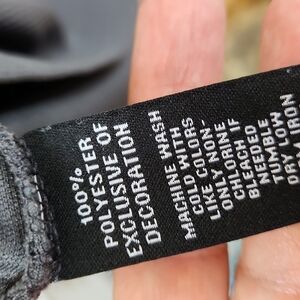 100%
POLYESTER
EXCLUSIVE OF
DECORATION
MACHINE WASH
COLD WITH
LIKE COLORS
ONLY NON-
CHLORINE
BLEACH IF
NEEDED
TUMBLE
DRY LOW
IRON